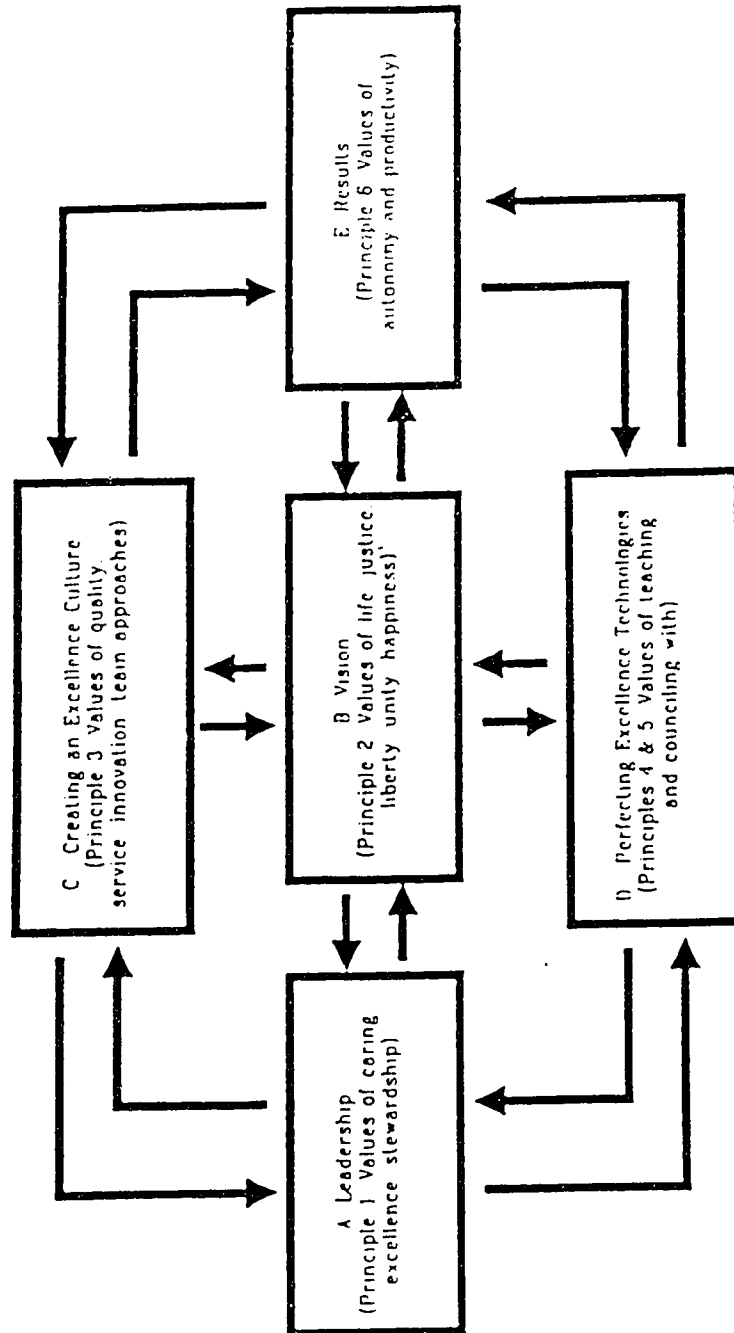 A Leadership
(Principle 1 Values of caring
excellence stewardship)
B Vision
(Principle 2 Values of life justice
liberty unity happiness)'
C Creating an Excellence Culture
(Principle 3 Values of quality,
service innovation team approaches)
D Perfecting Excellence Technologies
(Principles 4 & 5 Values of teaching
and counciling with)
E Results
(Principle 6 Values of
autonomy and productivity)